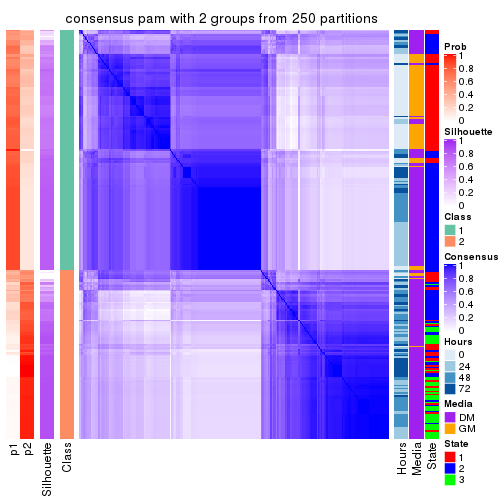 consensus pam with 2 groups from 250 partitions
Prob
1
0.8
0.6
0.4
0.2
0
Silhouette
1
0.8
0.6
0.4
0.2
0
Class
1
2
Consensus
1
0.8
0.6
0.4
0.2
0
Hours
0
24
48
72
Media
DM
GM
State
1
2
3
p1
p2
Silhouette
Class
Hours
Media
State